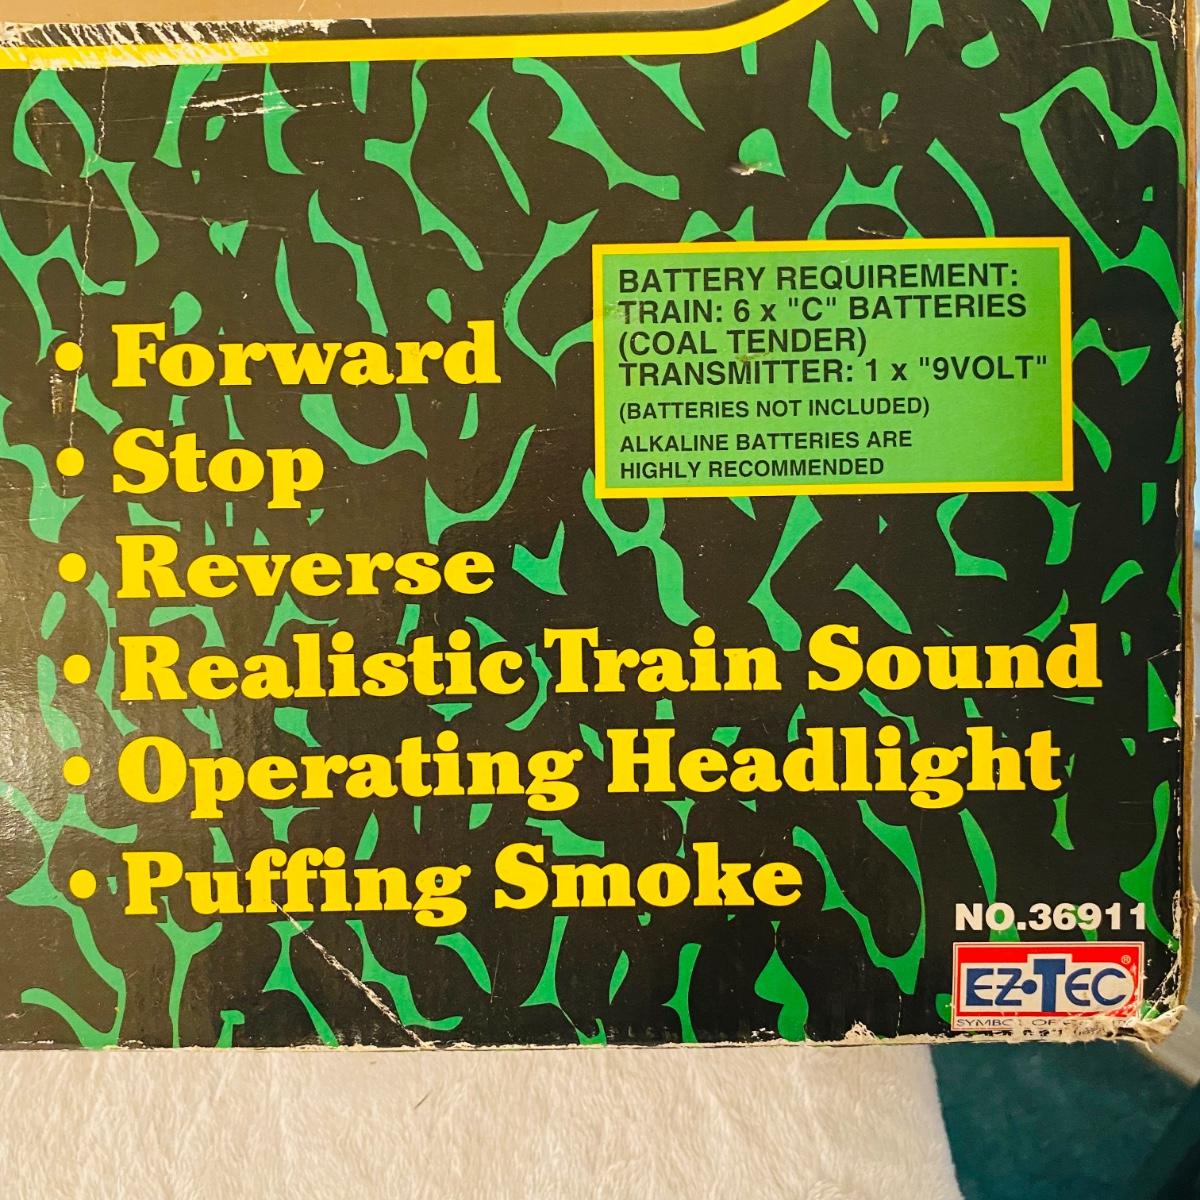 • Forward
• Stop
• Reverse
• Realistic Train Sound
• Operating Headlight
• Puffing Smoke
BATTERY REQUIREMENT:
TRAIN: 6 x "C" BATTERIES
(COAL TENDER)
TRANSMITTER: 1 x "9VOLT"
(BATTERIES NOT INCLUDED)
ALKALINE BATTERIES ARE
HIGHLY RECOMMENDED
NO.36911
EZ•TEC®
OF